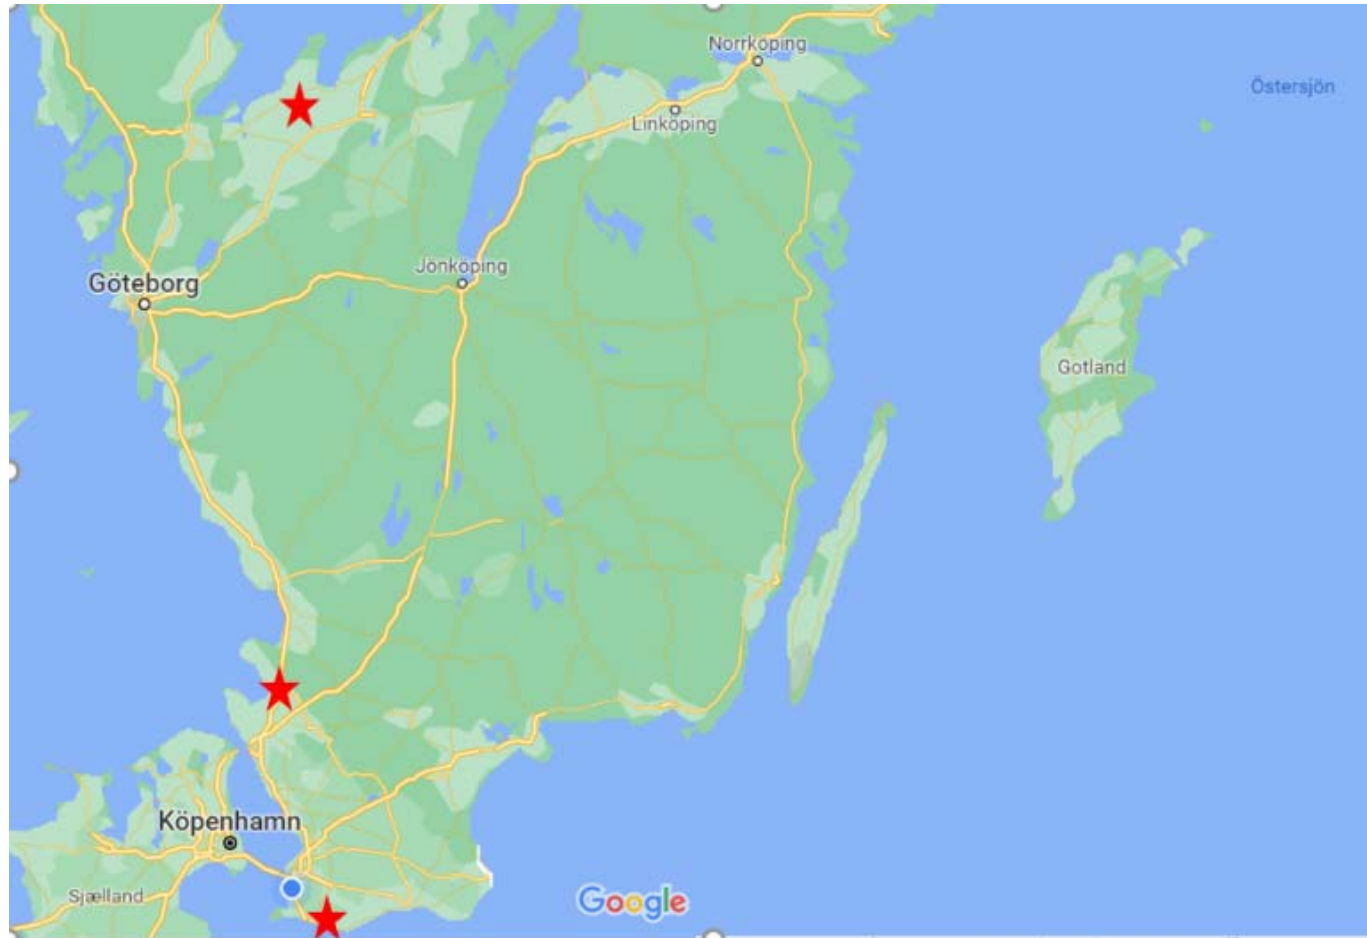 Norrköping
Östersjön
Linköping
Jönköping
Göteborg
Gotland
Köpenhamn
Sjælland
Google